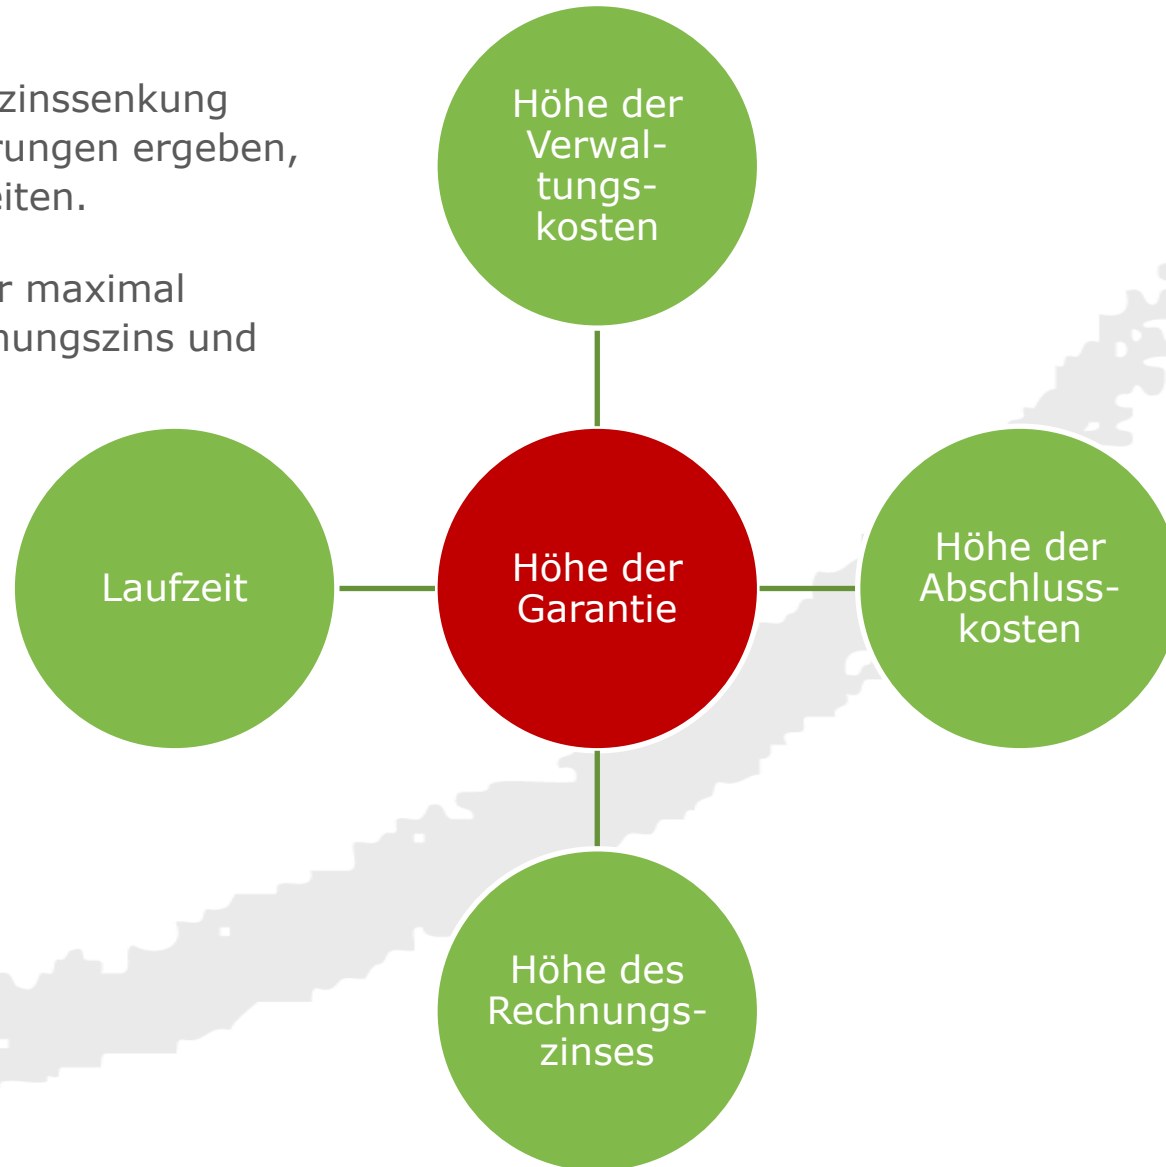 zinssenkung
rungen ergeben,
eiten.
r maximal
nungszins und
Höhe der
Verwal-
tungs-
kosten
Laufzeit
Höhe der
Garantie
Höhe der
Abschluss-
kosten
Höhe des
Rechnungs-
zinses